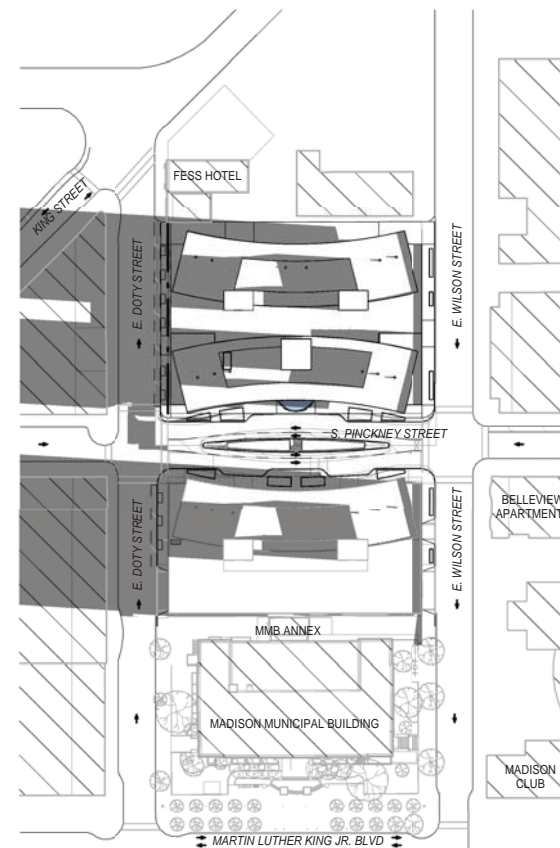 FESS HOTEL
KING STREET
E. DOTY STREET
E. WILSON STREET
S. PINCKNEY STREET
BELLEVIEW
APARTMENT
E. DOTY STREET
E. WILSON STREET
MMB ANNEX
MADISON MUNICIPAL BUILDING
MADISON
CLUB
MARTIN LUTHER KING JR. BLVD